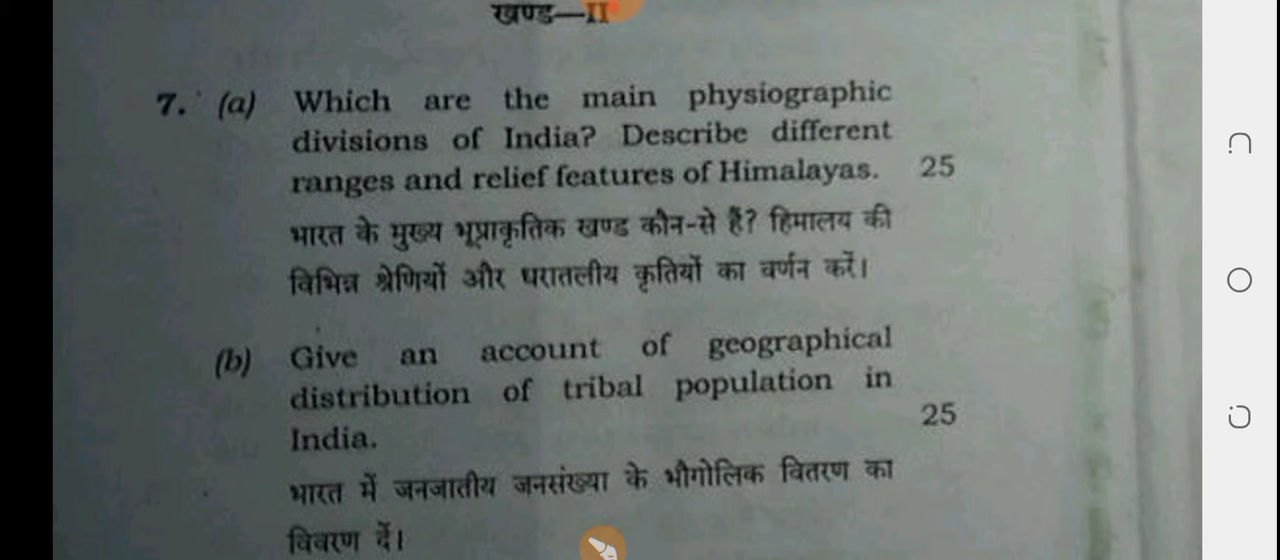 खण्ड—II
7. (a) Which are the main physiographic
divisions of India? Describe different
ranges and relief features of Himalayas. 25
भारत के मुख्य भूप्राकृतिक खण्ड कौन-से हैं? हिमालय की
विभिन्न श्रेणियों और धरातलीय कृतियों का वर्णन करें।
(b) Give an account of geographical
distribution of tribal population in
India. 25
भारत में जनजातीय जनसंख्या के भौगोलिक वितरण का
विवरण दें।